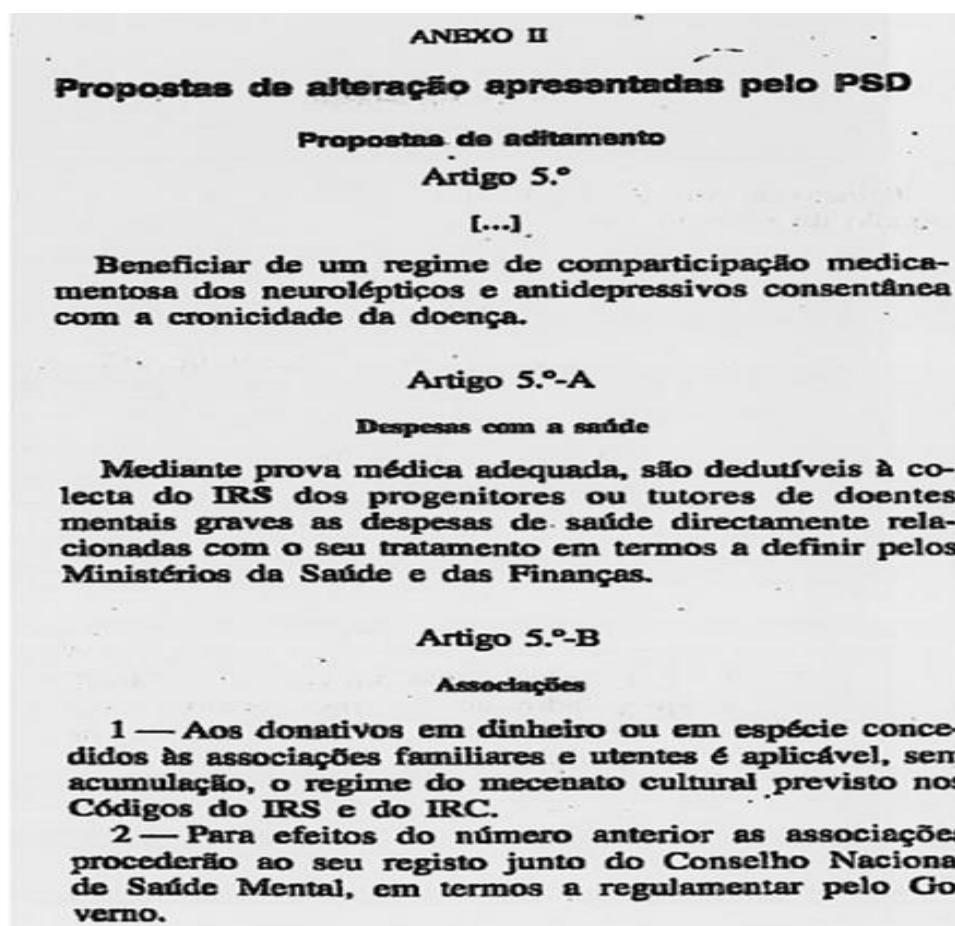 ANEXO II
Propostas de alteração apresentadas pelo PSD
Propostas de aditamento
Artigo 5.º
[...]
Beneficiar de um regime de comparticipação medica-
mentosa dos neurolépticos e antidepressivos consentânea
com a cronicidade da doença.
Artigo 5.º-A
Despesas com a saúde
Mediante prova médica adequada, são dedutíveis à co-
lecta do IRS dos progenitores ou tutores de doentes
mentais graves as despesas de saúde directamente rela-
cionadas com o seu tratamento em termos a definir pelos
Ministérios da Saúde e das Finanças.
Artigo 5.º-B
Associações
1 — Aos donativos em dinheiro ou em espécie conce-
didos às associações familiares e utentes é aplicável, sem
acumulação, o regime do mecenato cultural previsto nos
Códigos do IRS e do IRC.
2 — Para efeitos do número anterior as associações
procederão ao seu registo junto do Conselho Naciona
de Saúde Mental, em termos a regulamentar pelo Go
verno.